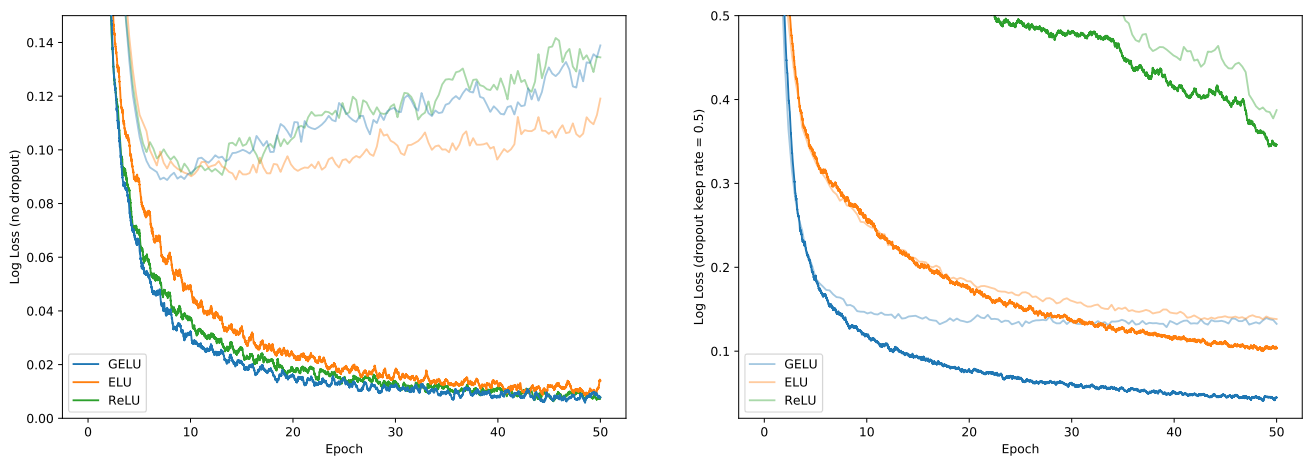 Log Loss (no dropout)
0.14
0.12
0.10
0.08
0.06
0.04
0.02
0.00
GELU
ELU
ReLU
0
10
20
30
40
50
Epoch
Log Loss (dropout keep rate = 0.5)
0.5
0.4
0.3
0.2
0.1
GELU
ELU
ReLU
0
10
20
30
40
50
Epoch